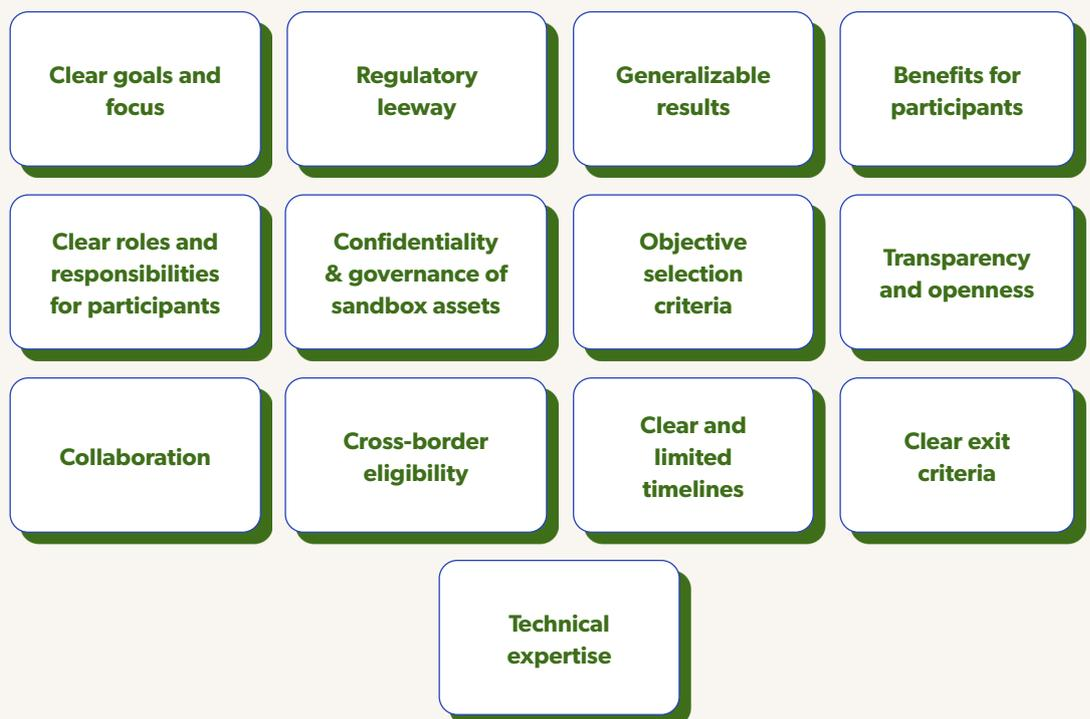 Clear goals and
focus
Regulatory
leeway
Generalizable
results
Benefits for
participants
Clear roles and
responsibilities
for participants
Confidentiality
& governance of
sandbox assets
Objective
selection
criteria
Transparency
and openness
Collaboration
Cross-border
eligibility
Clear and
limited
timelines
Clear exit
criteria
Technical
expertise